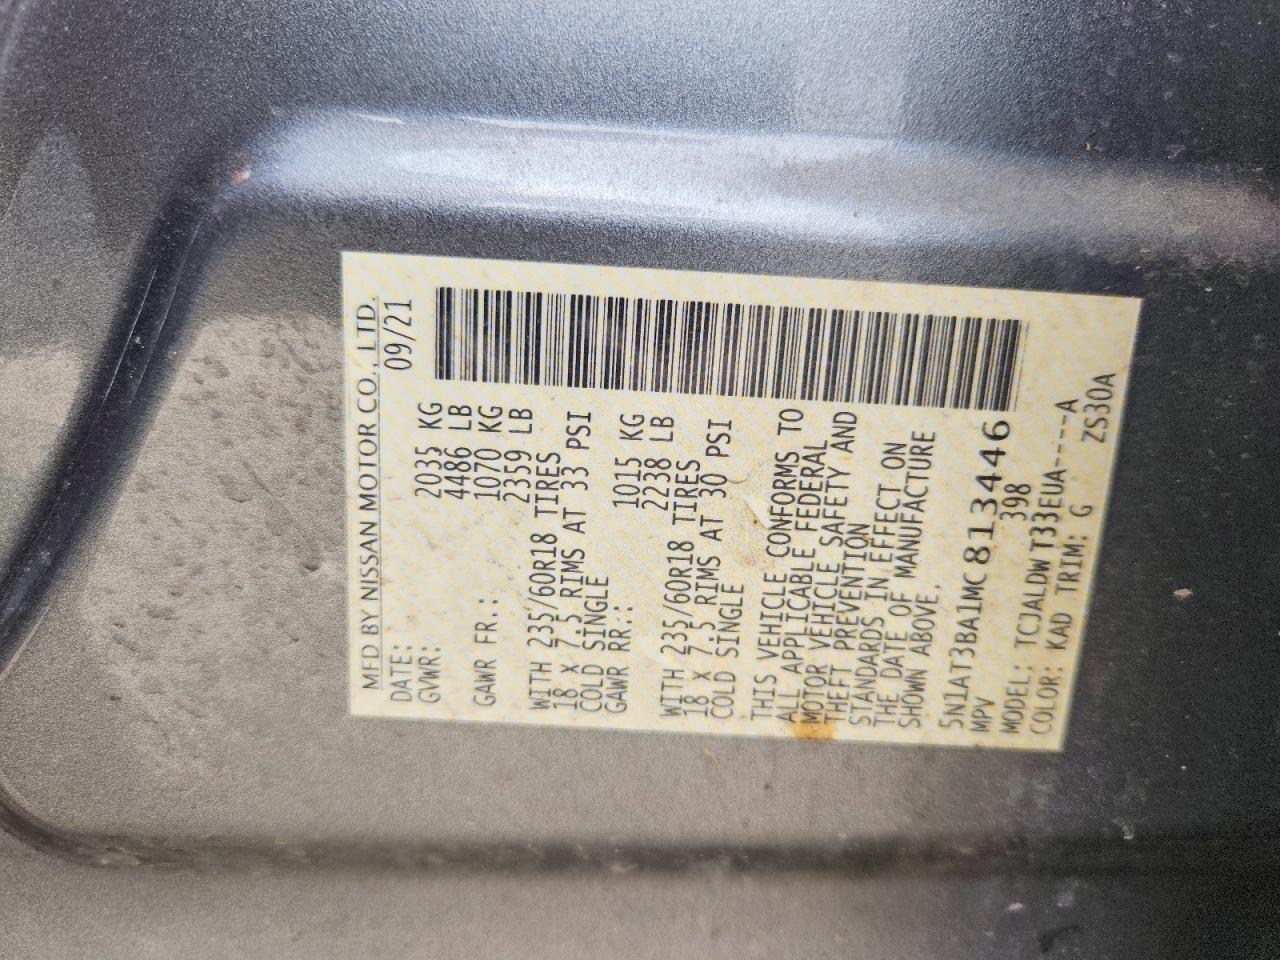 MFD BY NISSAN MOTOR CO., LTD.
DATE: 09/21
GVWR: 2035 KG
4486 LB
GAWR FR.: 1070 KG
2359 LB
WITH 235/60R18 TIRES
18 X 7.5 RIMS AT 33 PSI
COLD SINGLE
GAWR RR.: 1015 KG
2238 LB
WITH 235/60R18 TIRES
18 X 7.5 RIMS AT 30 PSI
COLD SINGLE
THIS VEHICLE CONFORMS TO
ALL APPLICABLE FEDERAL
MOTOR VEHICLE SAFETY AND
THEFT PREVENTION
STANDARDS IN EFFECT ON
THE DATE OF MANUFACTURE
SHOWN ABOVE.
5N1AT3BA1MC813446
MPV 398
MODEL: TCJALDWT33EUA----A
COLOR: KAD TRIM: G ZS30A